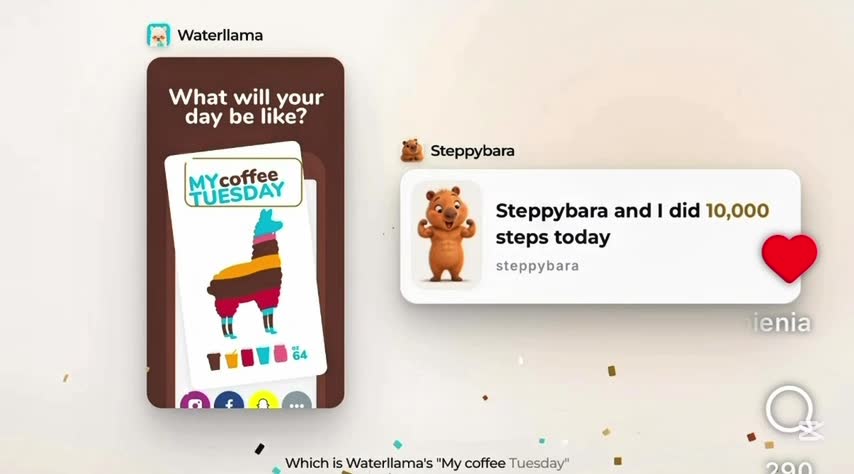 Waterllama
What will your
day be like?
MY coffee
TUESDAY
oz
64
Steppybara
Steppybara and I did 10,000
steps today
steppybara
ienia
290
Which is Waterllama's "My coffee Tuesday"